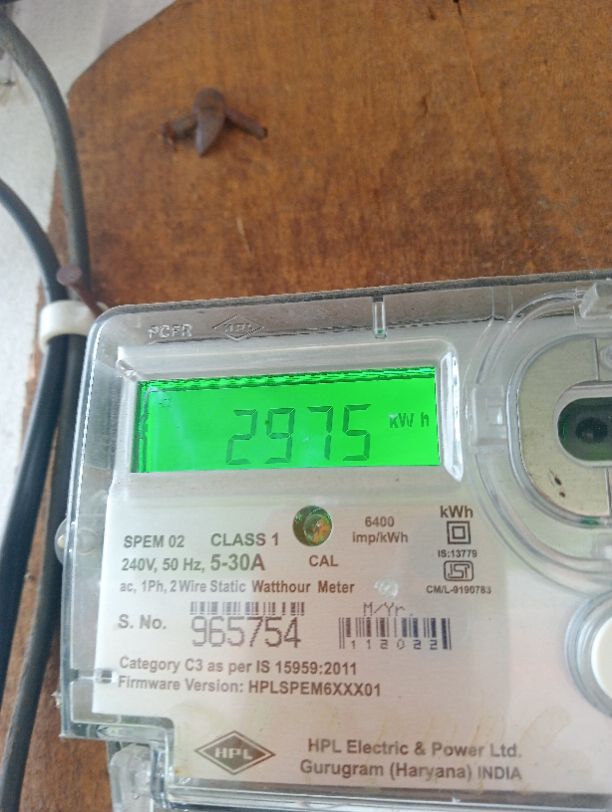 PCFR HPL
2975 kWh
6400
imp/kWh
kWh
SPEM 02 CLASS 1
240V, 50 Hz, 5-30A CAL
IS:13779
ac, 1Ph, 2 Wire Static Watthour Meter
CM/L-9190783
S. No. 965754
M/Yr.
112022
Category C3 as per IS 15959:2011
Firmware Version: HPLSPEM6XXX01
HPL
HPL Electric & Power Ltd.
Gurugram (Haryana) INDIA